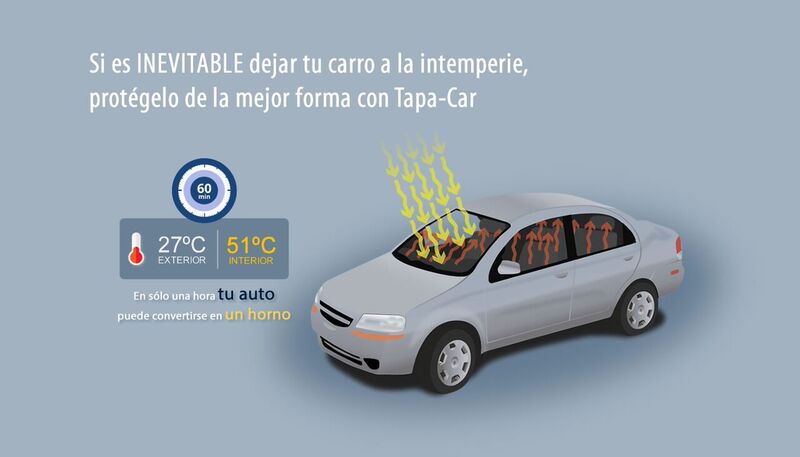 Si es INEVITABLE dejar tu carro a la intemperie,
protégelo de la mejor forma con Tapa-Car
60
min
27ºC 51ºC
EXTERIOR INTERIOR
En sólo una hora tu auto
puede convertirse en un horno